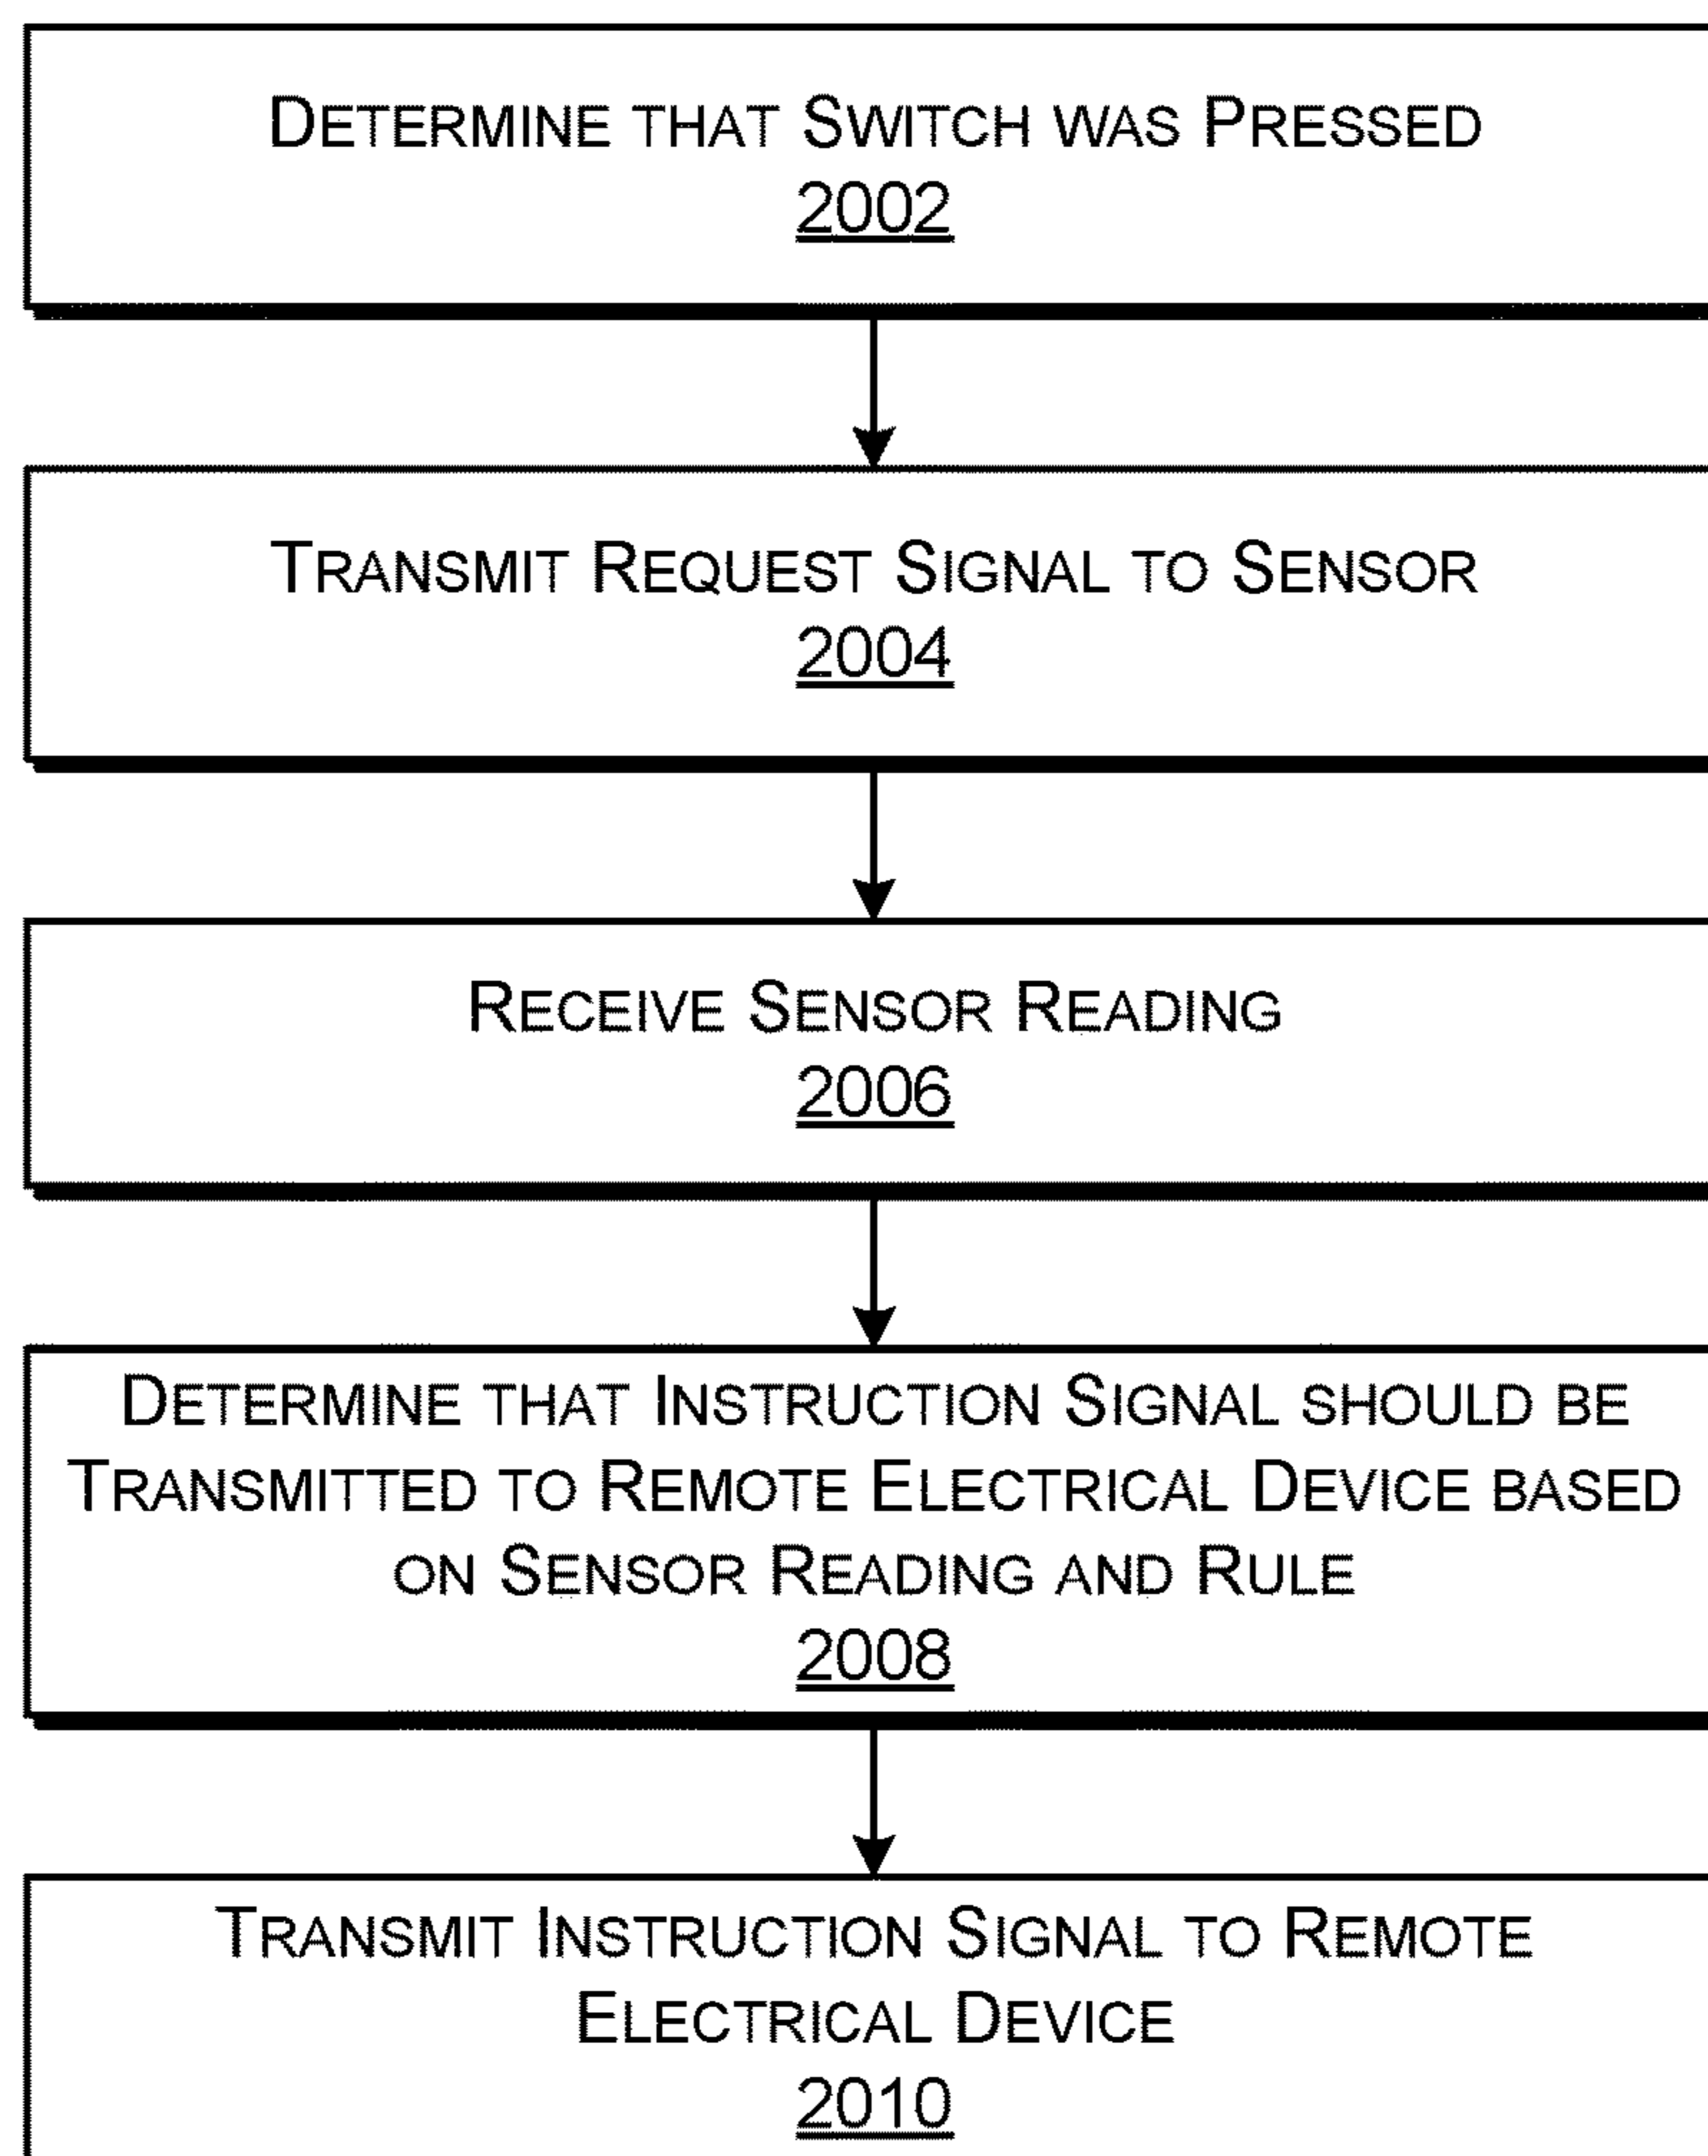 DETERMINE THAT SWITCH WAS PRESSED
2002
TRANSMIT REQUEST SIGNAL TO SENSOR
2004
RECEIVE SENSOR READING
2006
DETERMINE THAT INSTRUCTION SIGNAL SHOULD BE
TRANSMITTED TO REMOTE ELECTRICAL DEVICE BASED
ON SENSOR READING AND RULE
2008
TRANSMIT INSTRUCTION SIGNAL TO REMOTE
ELECTRICAL DEVICE
2010